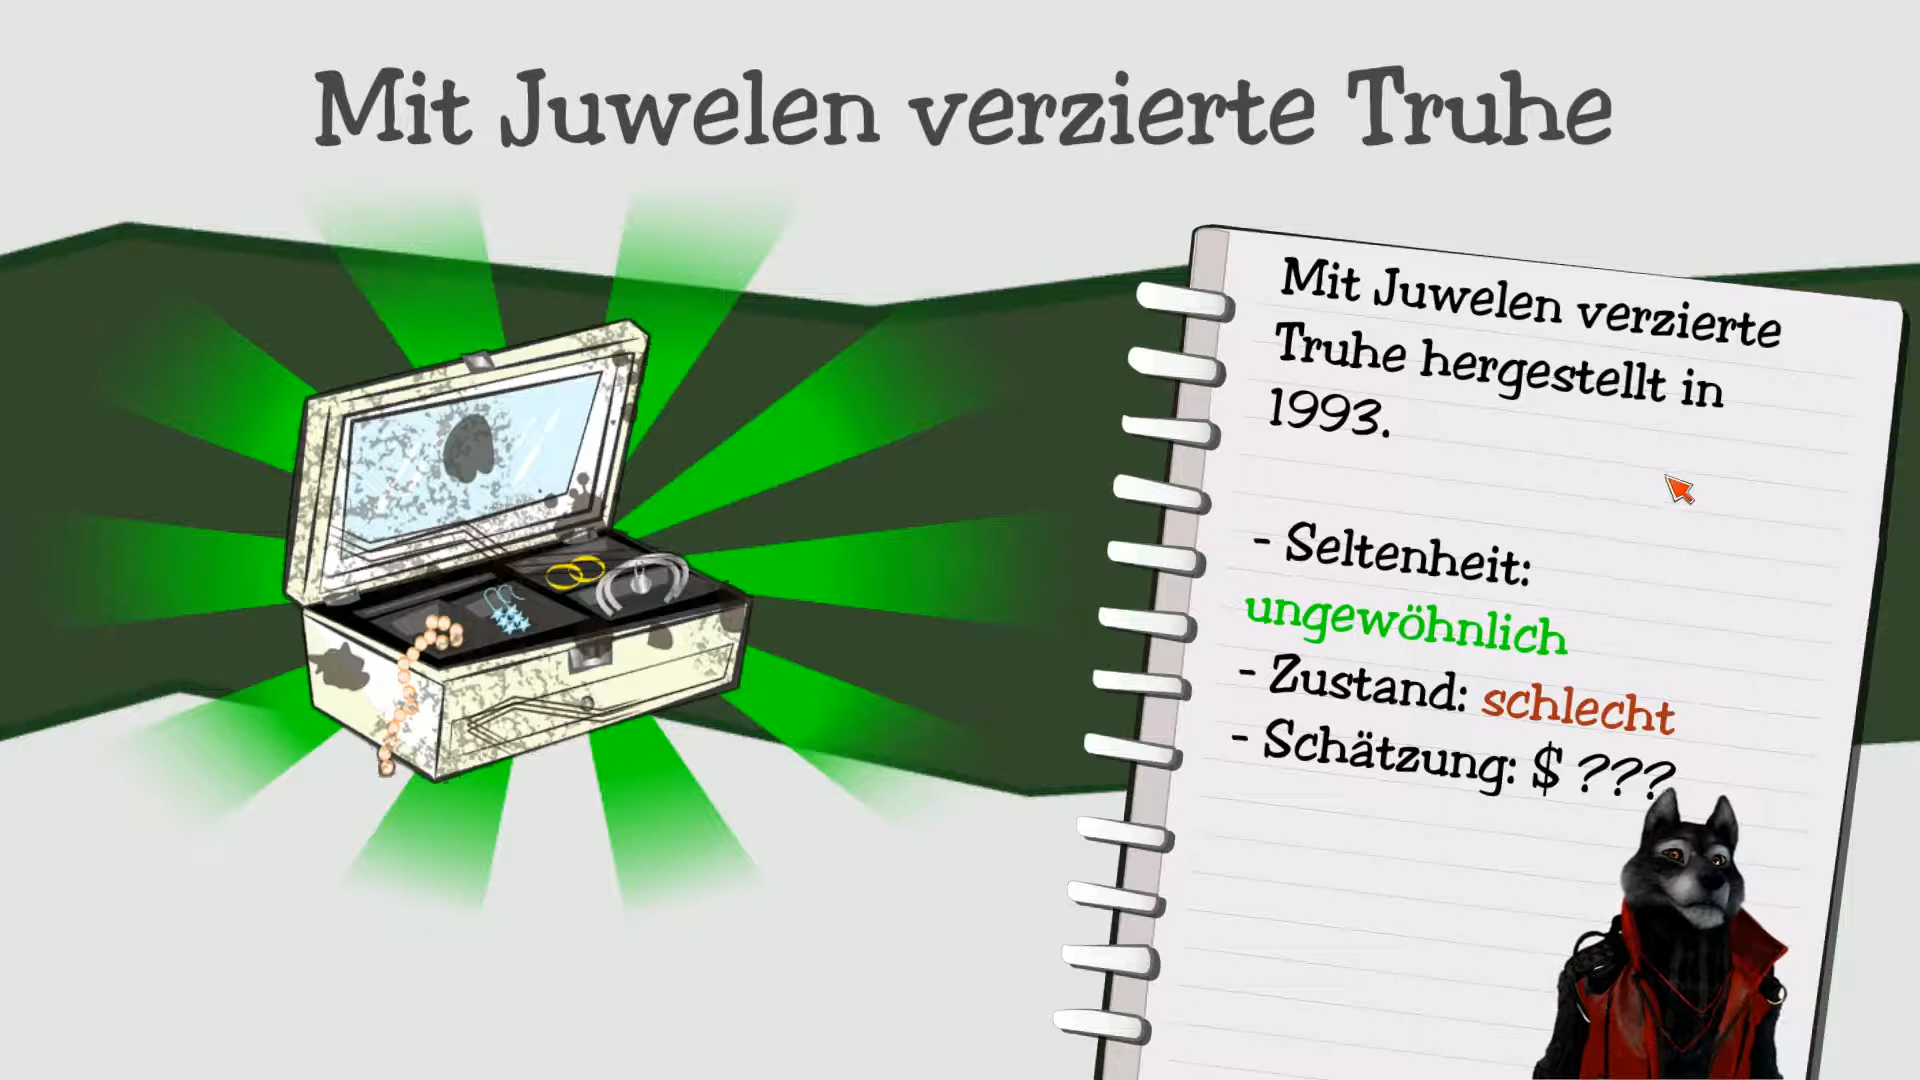 Mit Juwelen verzierte Truhe
Mit Juwelen verzierte
Truhe hergestellt in
1993.
- Seltenheit:
ungewöhnlich
- Zustand: schlecht
- Schätzung: $ ???